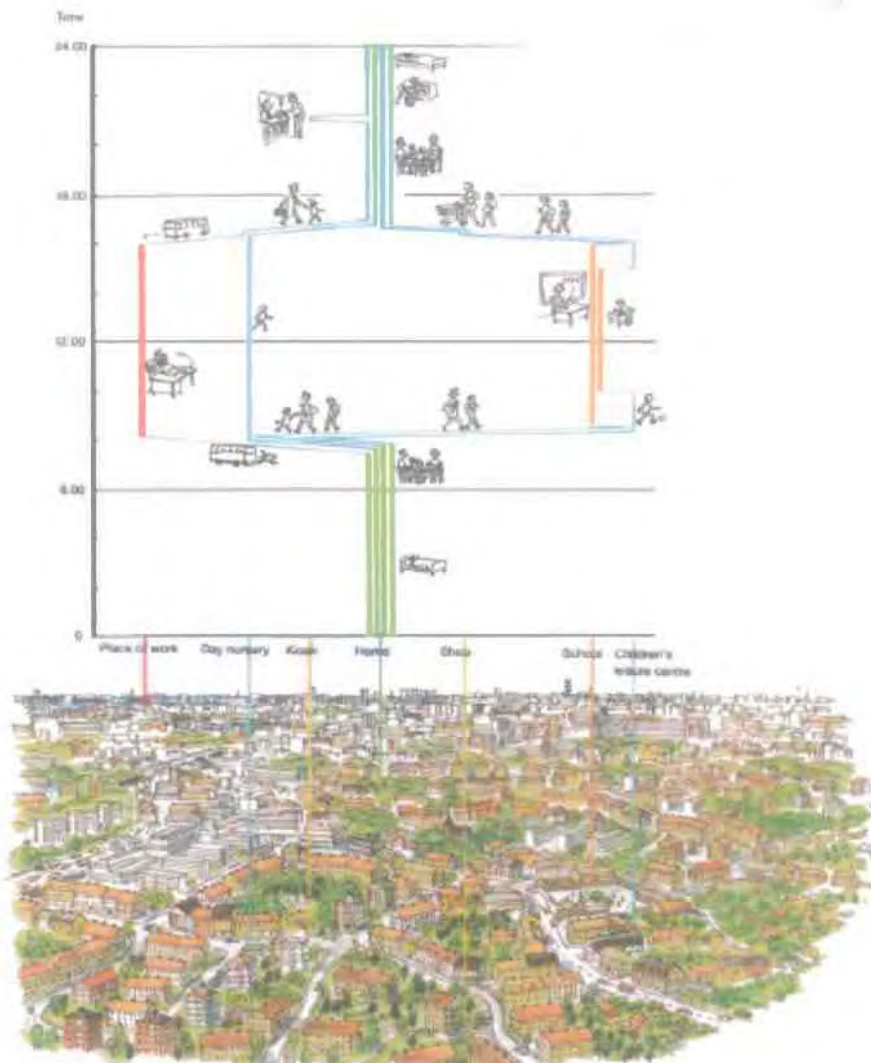 Time
24.00
18.00
12.00
6.00
0
Place of work
Day nursery
Kiosk
Home
Shop
School
Children's
leisure centre